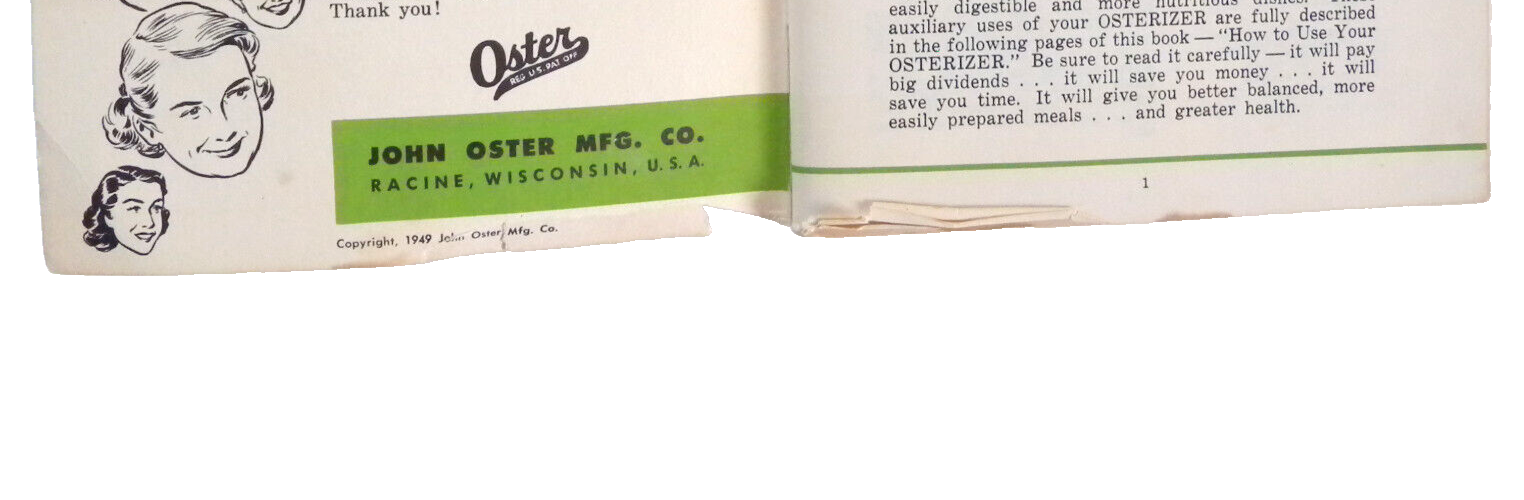 Thank you!
Oster
REG. U.S. PAT. OFF.
JOHN OSTER MFG. CO.
RACINE, WISCONSIN, U. S. A.
Copyright, 1949 John Oster Mfg. Co.
easily digestible and more nutritious dishes. These
auxiliary uses of your OSTERIZER are fully described
in the following pages of this book — "How to Use Your
OSTERIZER." Be sure to read it carefully — it will pay
big dividends . . . it will save you money . . . it will
save you time. It will give you better balanced, more
easily prepared meals . . . and greater health.
1